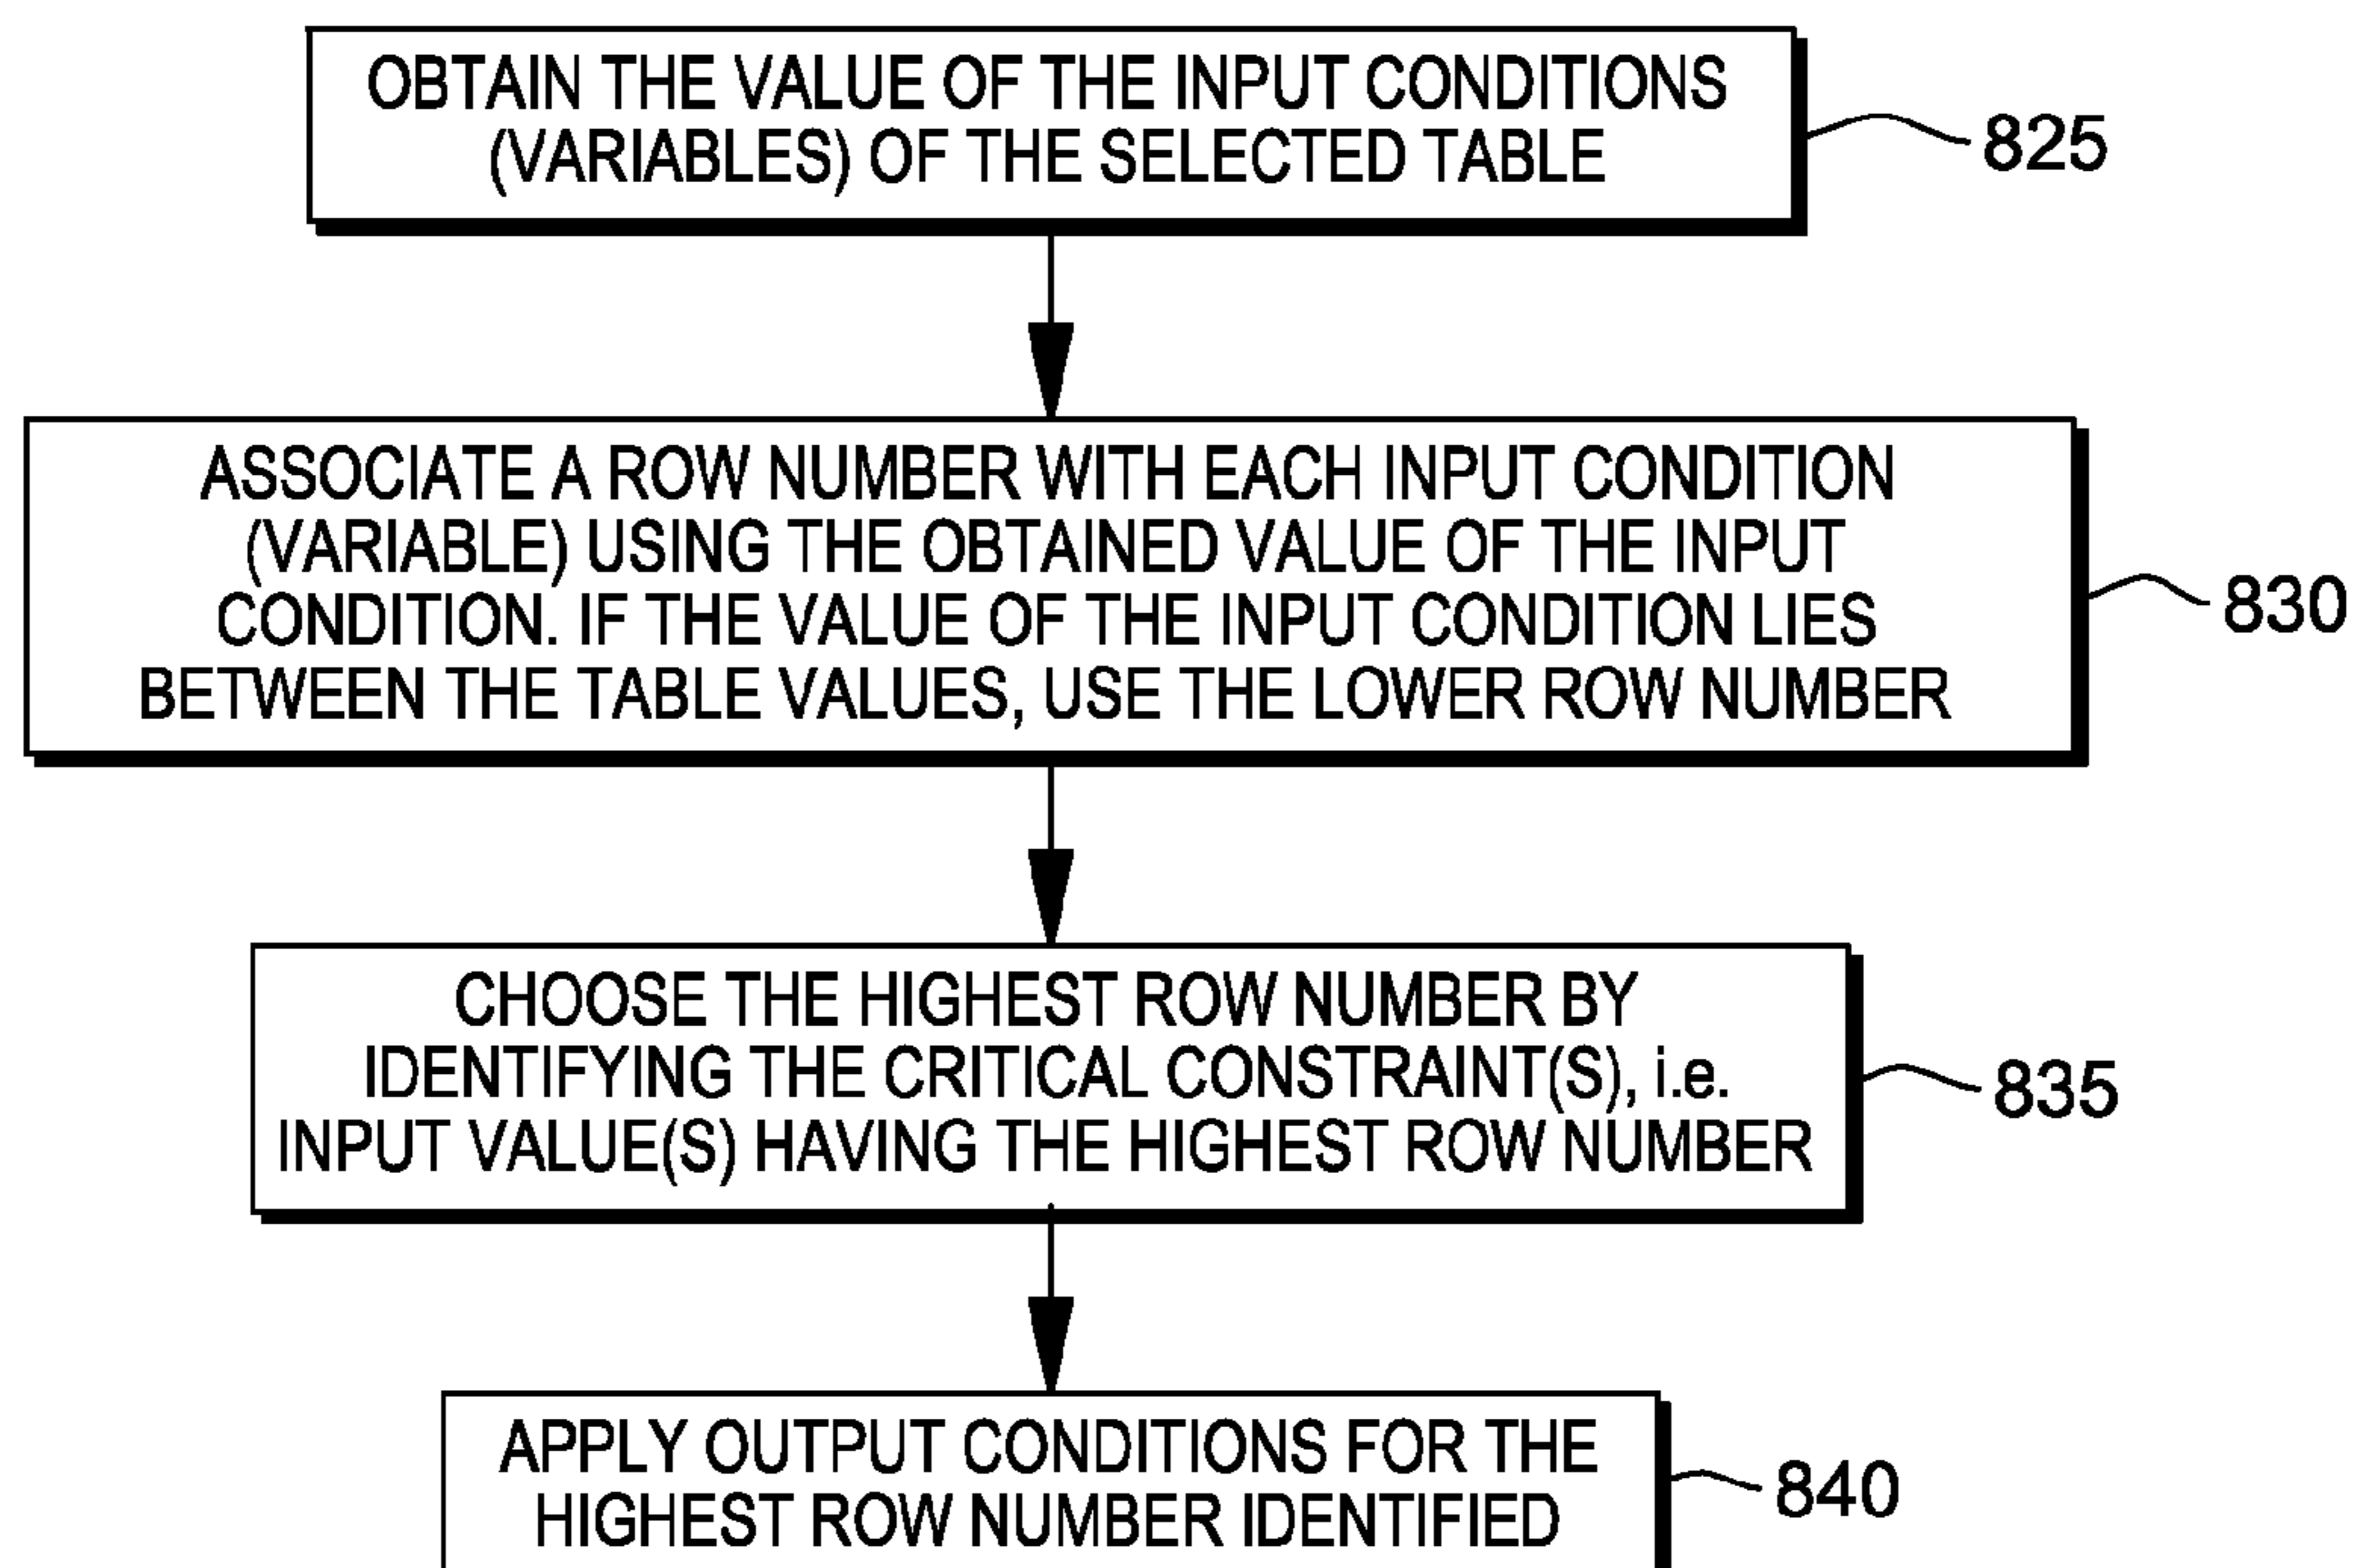 OBTAIN THE VALUE OF THE INPUT CONDITIONS
(VARIABLES) OF THE SELECTED TABLE
825
ASSOCIATE A ROW NUMBER WITH EACH INPUT CONDITION
(VARIABLE) USING THE OBTAINED VALUE OF THE INPUT
CONDITION. IF THE VALUE OF THE INPUT CONDITION LIES
BETWEEN THE TABLE VALUES, USE THE LOWER ROW NUMBER
830
CHOOSE THE HIGHEST ROW NUMBER BY
IDENTIFYING THE CRITICAL CONSTRAINT(S), i.e.
INPUT VALUE(S) HAVING THE HIGHEST ROW NUMBER
835
APPLY OUTPUT CONDITIONS FOR THE
HIGHEST ROW NUMBER IDENTIFIED
840